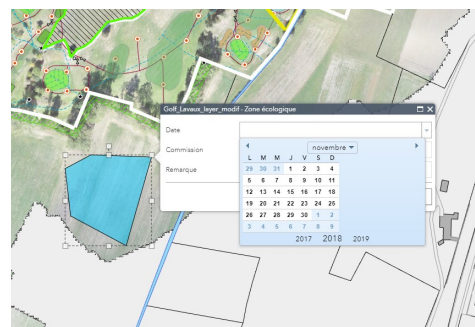 Golf_Lavaux_layer_modif - Zone écologique
Date
Commission
Remarque
novembre
L M M J V S D
29 30 31 1 2 3 4
5 6 7 8 9 10 11
12 13 14 15 16 17 18
19 20 21 22 23 24 25
26 27 28 29 30 1 2
3 4 5 6 7 8 9
2017 2018 2019